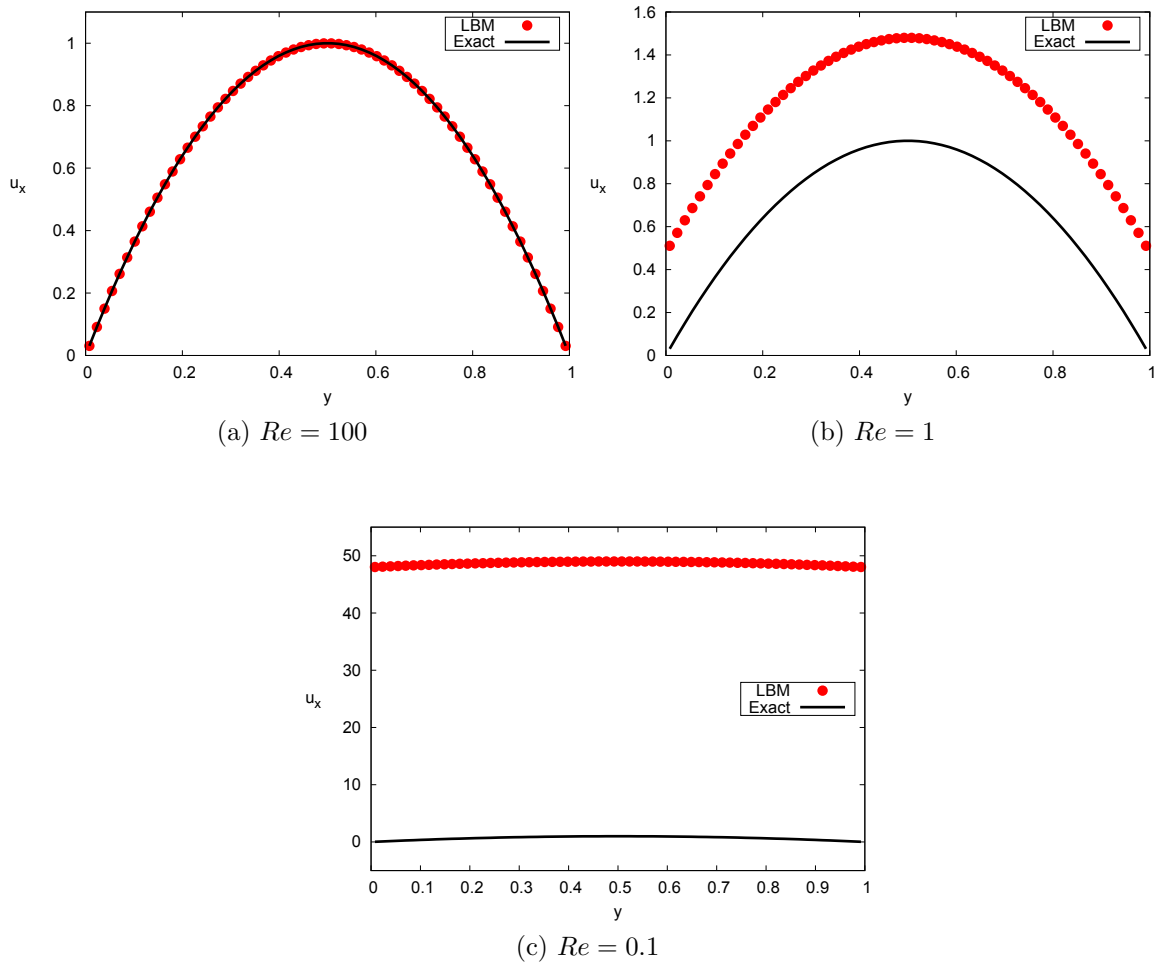 LBM
Exact
1
0.8
0.6
0.4
0.2
0
u_x
0 0.2 0.4 0.6 0.8 1
y
(a) Re = 100
LBM
Exact
1.6
1.4
1.2
1
0.8
0.6
0.4
0.2
0
u_x
0 0.2 0.4 0.6 0.8 1
y
(b) Re = 1
50
40
30
20
10
0
u_x
LBM
Exact
0 0.1 0.2 0.3 0.4 0.5 0.6 0.7 0.8 0.9 1
y
(c) Re = 0.1